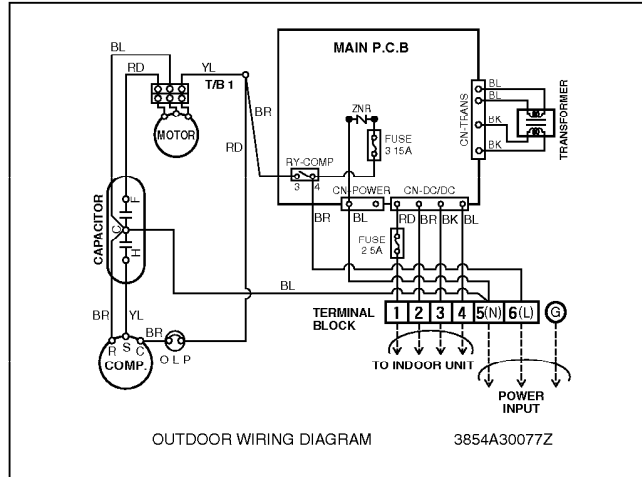 BL
RD
YL
T/B 1
MOTOR
BR
RD
MAIN P.C.B
ZNR
FUSE
3 15A
RY-COMP
3 4
CN-POWER
CN-DC/DC
CN-TRANS
BL
BL
BK
BK
TRANSFORMER
BR
BL
RD
BR
BK
BL
FUSE
2 5A
CAPACITOR
F
C
H
BL
BR
YL
BR
R
S
C
COMP.
O L P
TERMINAL
BLOCK
1 2 3 4 5(N) 6(L) G
TO INDOOR UNIT
POWER
INPUT
OUTDOOR WIRING DIAGRAM 3854A30077Z